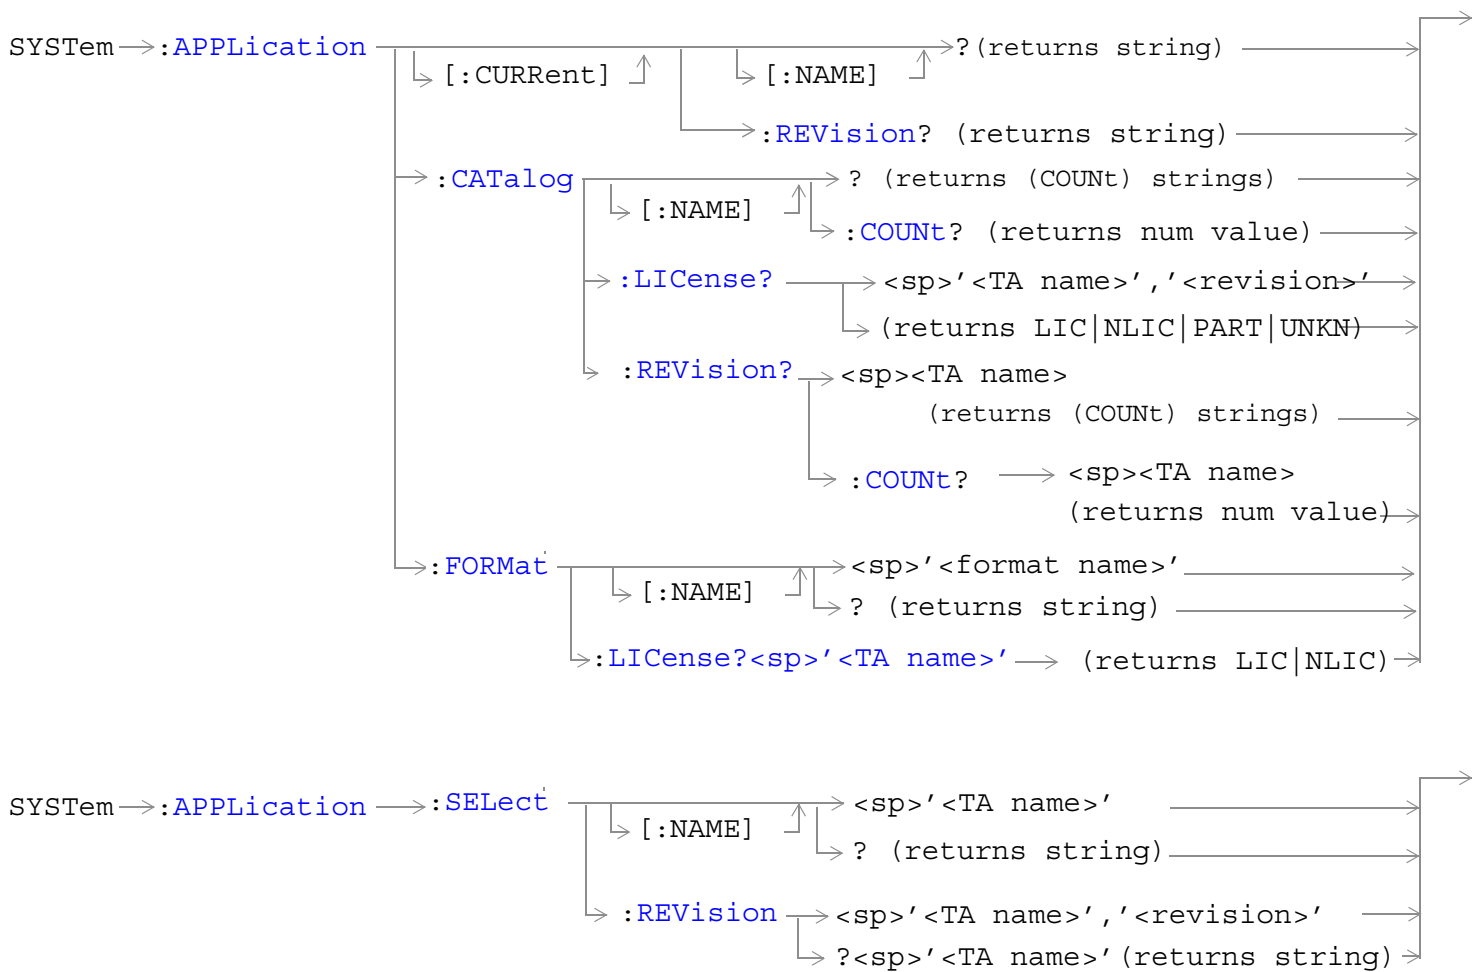 SYSTem :APPLication ?(returns string)
[:CURRent] [:NAME]
:REVision? (returns string)
:CATalog ? (returns (COUNt) strings)
[:NAME]
:COUNt? (returns num value)
:LICense? <sp>’<TA name>’,’<revision>’
(returns LIC|NLIC|PART|UNKN)
:REVision? <sp><TA name>
(returns (COUNt) strings)
:COUNt? <sp><TA name>
(returns num value)
:FORMat <sp>’<format name>’
[:NAME] ? (returns string)
:LICense?<sp>’<TA name>’ (returns LIC|NLIC)
SYSTem :APPLication :SELect <sp>’<TA name>’
[:NAME]
? (returns string)
:REVision <sp>’<TA name>’,’<revision>’
?<sp>’<TA name>’(returns string)